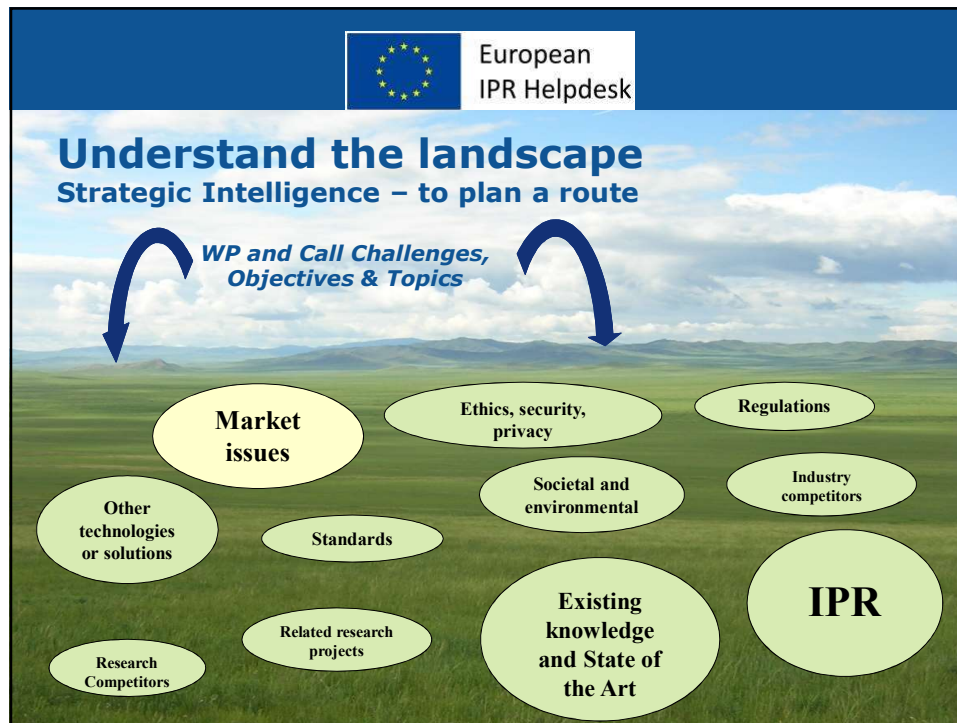 European
IPR Helpdesk
Understand the landscape
Strategic Intelligence – to plan a route
WP and Call Challenges,
Objectives & Topics
Market
issues
Ethics, security,
privacy
Regulations
Other
technologies
or solutions
Standards
Societal and
environmental
Industry
competitors
Research
Competitors
Related research
projects
Existing
knowledge
and State of
the Art
IPR